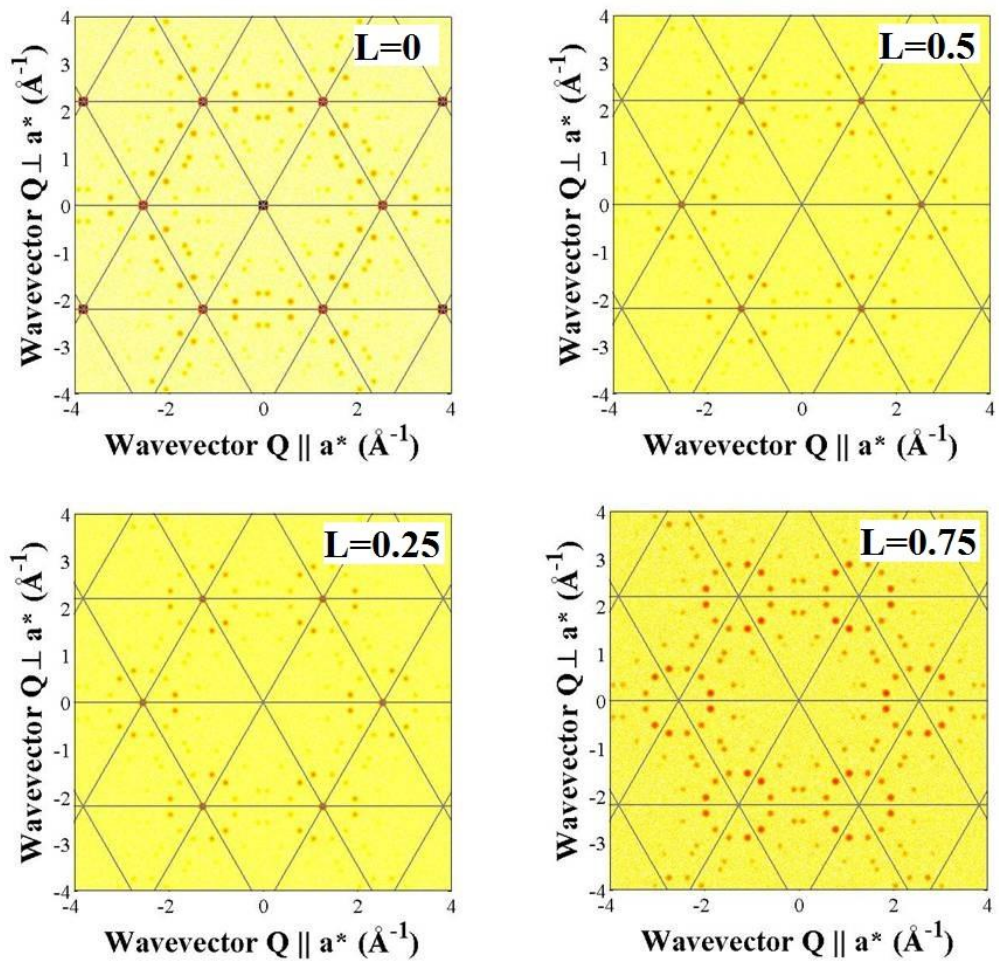 L=0
Wavevector Q ⊥ a* (Å⁻¹)
4
3
2
1
0
-1
-2
-3
-4
-4 -2 0 2 4
Wavevector Q || a* (Å⁻¹)
L=0.5
Wavevector Q ⊥ a* (Å⁻¹)
4
3
2
1
0
-1
-2
-3
-4
-4 -2 0 2 4
Wavevector Q || a* (Å⁻¹)
L=0.25
Wavevector Q ⊥ a* (Å⁻¹)
4
3
2
1
0
-1
-2
-3
-4
-4 -2 0 2 4
Wavevector Q || a* (Å⁻¹)
L=0.75
Wavevector Q ⊥ a* (Å⁻¹)
4
3
2
1
0
-1
-2
-3
-4
-4 -2 0 2 4
Wavevector Q || a* (Å⁻¹)